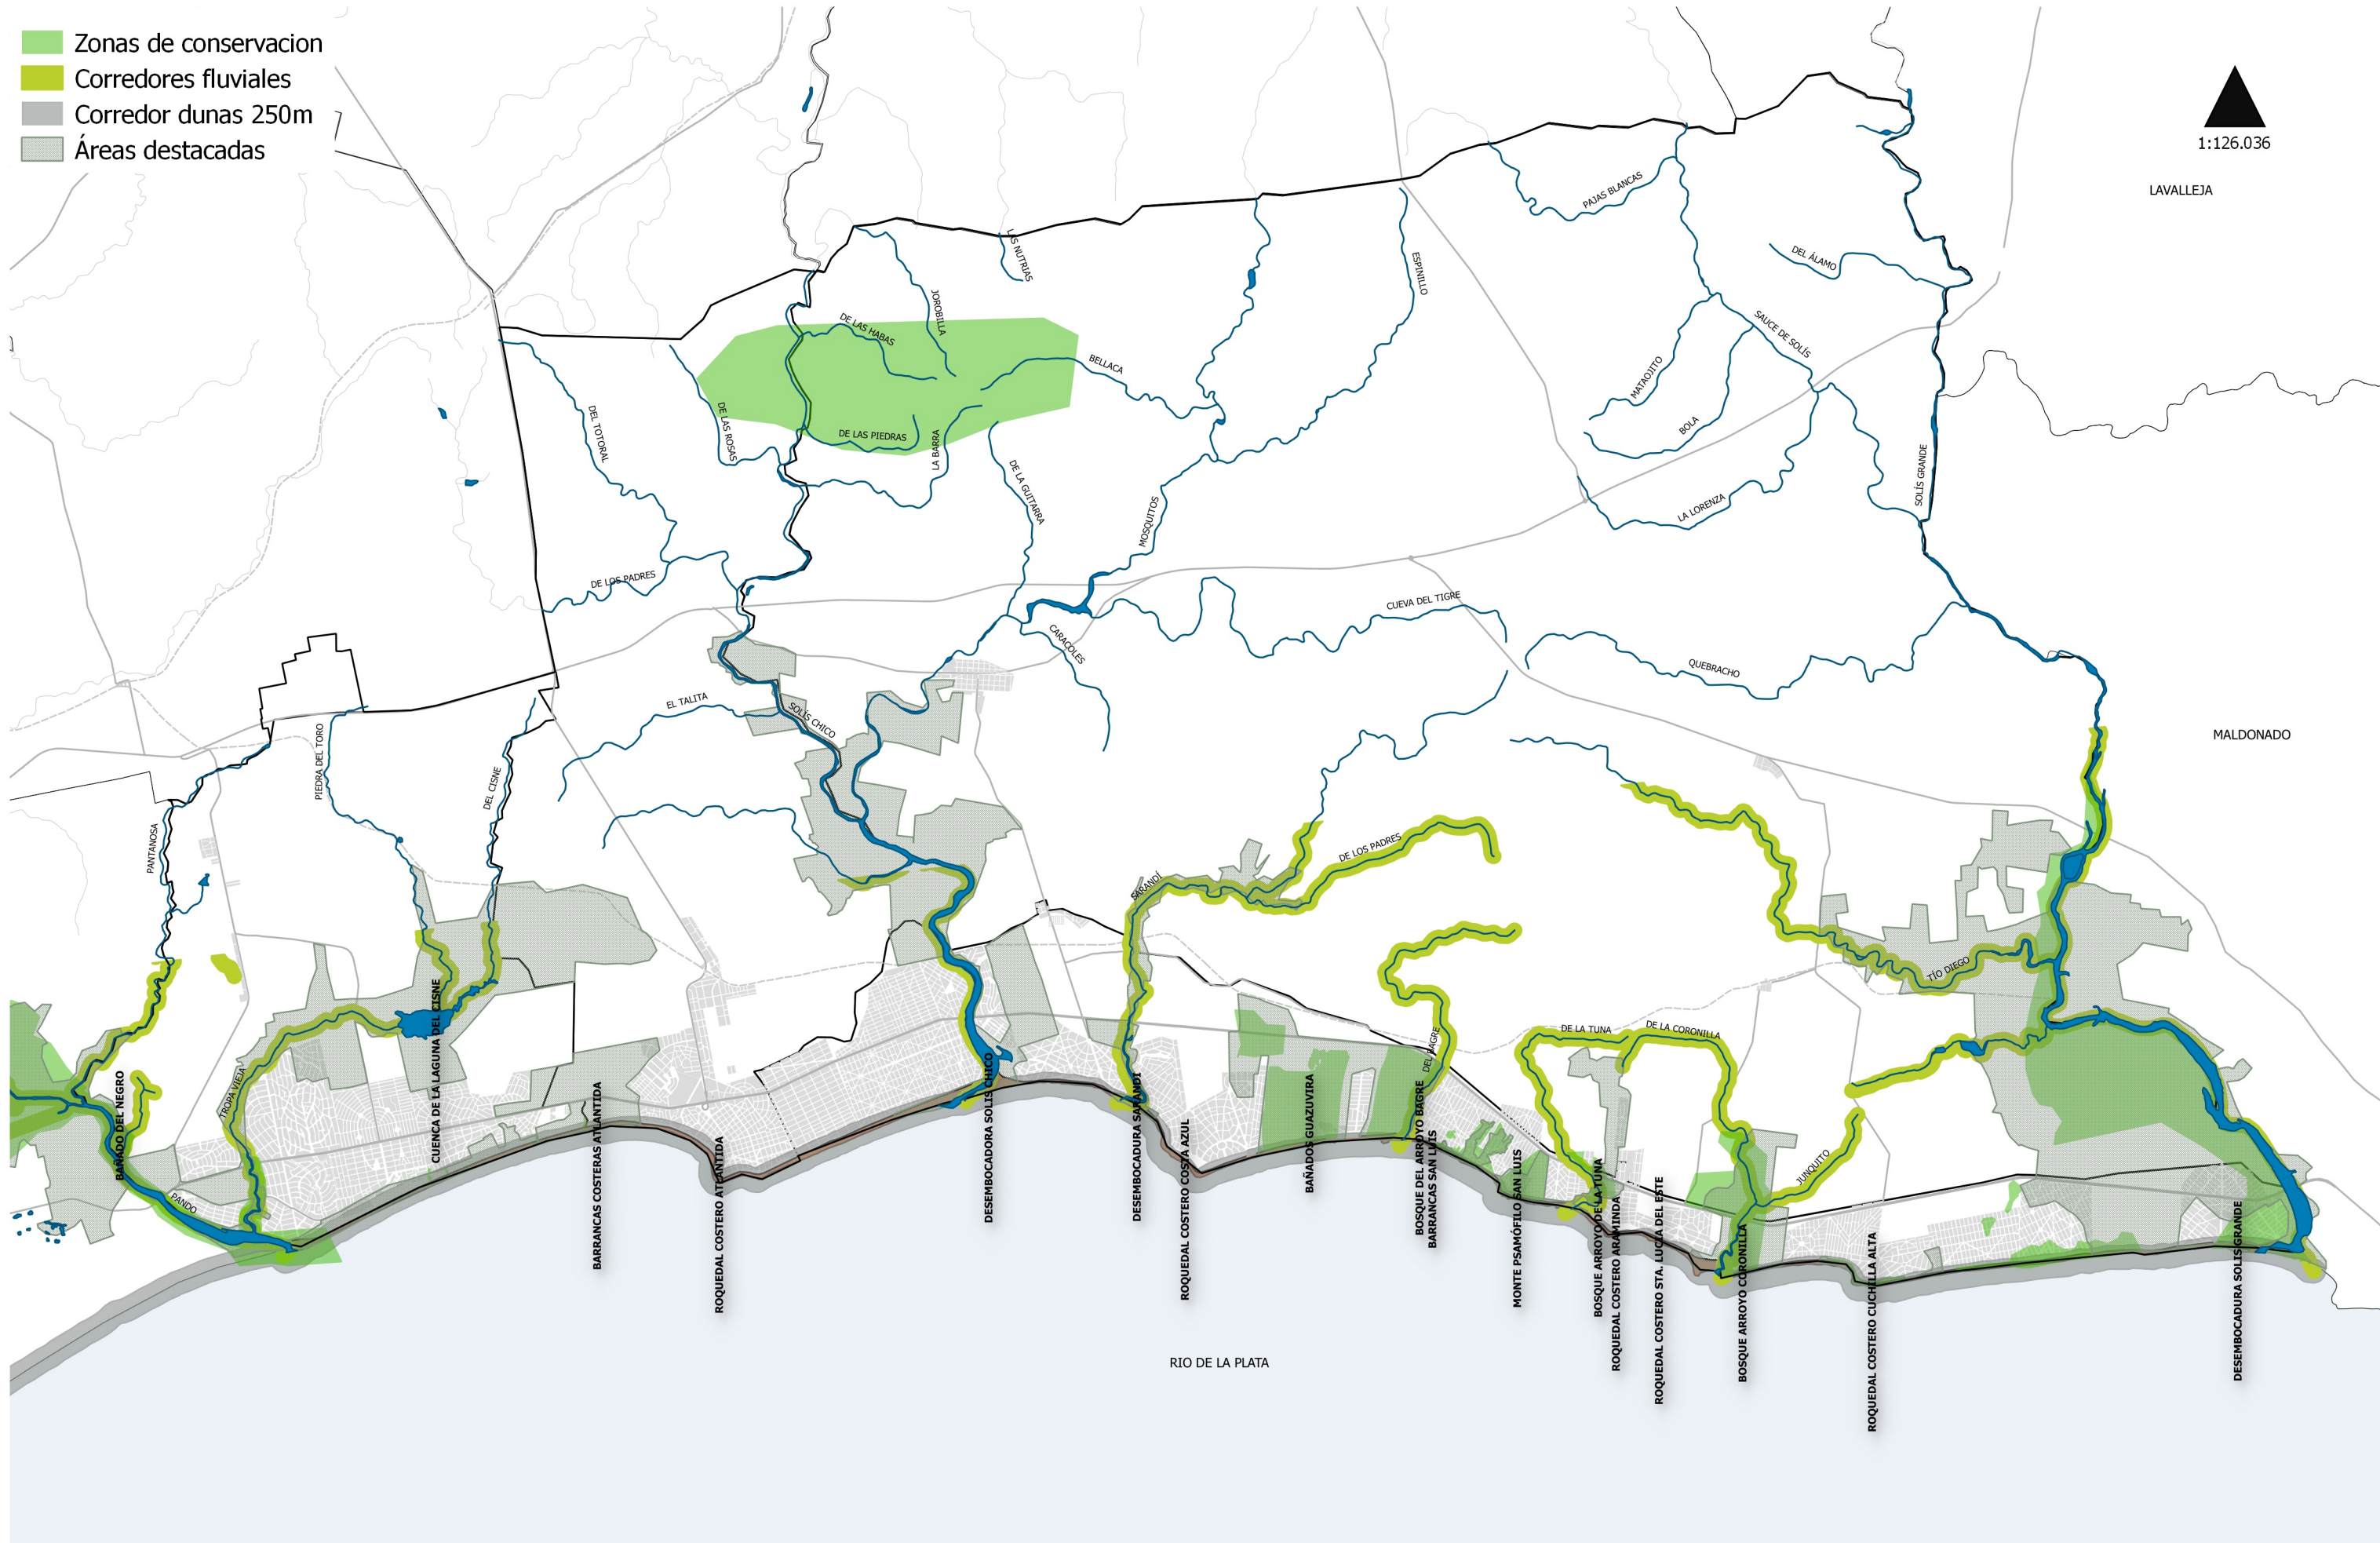 Zonas de conservacion
Corredores fluviales
Corredor dunas 250m
Áreas destacadas
1:126.036
LAVALLEJA
PAJAS BLANCAS
LAS NUTRIAS
DEL ÁLAMO
ESPINILLO
JOROBILLA
DE LAS HABAS
SAUCE DE SOLÍS
BELLACA
MATAOJITO
DE LAS ROSAS
DEL TOTORAL
BOLA
DE LAS PIEDRAS
LA BARRA
DE LA GUITARRA
SOLÍS GRANDE
LA LORENZA
MOSQUITOS
DE LOS PADRES
CUEVA DEL TIGRE
CARACOLES
QUEBRACHO
EL TALITA
SOLÍS CHICO
MALDONADO
PIEDRA DEL TORO
DEL CISNE
PANTANOSA
DE LOS PADRES
SARANDÍ
TÍO DIEGO
DE LA TUNA
DE LA CORONILLA
DEL BAGRE
TROPA VIEJA
JUNQUITO
PANDO
BAÑADO DEL NEGRO
CUENCA DE LA LAGUNA DEL CISNE
BARRANCAS COSTERAS ATLANTIDA
ROQUEDAL COSTERO ATLANTIDA
DESEMBOCADORA SOLIS CHICO
DESEMBOCADURA SARANDI
ROQUEDAL COSTERO COSTA AZUL
BAÑADOS GUAZUVIRA
BOSQUE DEL ARROYO BAGRE
BARRANCAS SAN LUIS
MONTE PSAMÓFILO SAN LUIS
BOSQUE ARROYO DE LA TUNA
ROQUEDAL COSTERO ARAMINDA
ROQUEDAL COSTERO STA. LUCIA DEL ESTE
BOSQUE ARROYO CORONILLA
ROQUEDAL COSTERO CUCHILLA ALTA
DESEMBOCADURA SOLIS GRANDE
RIO DE LA PLATA